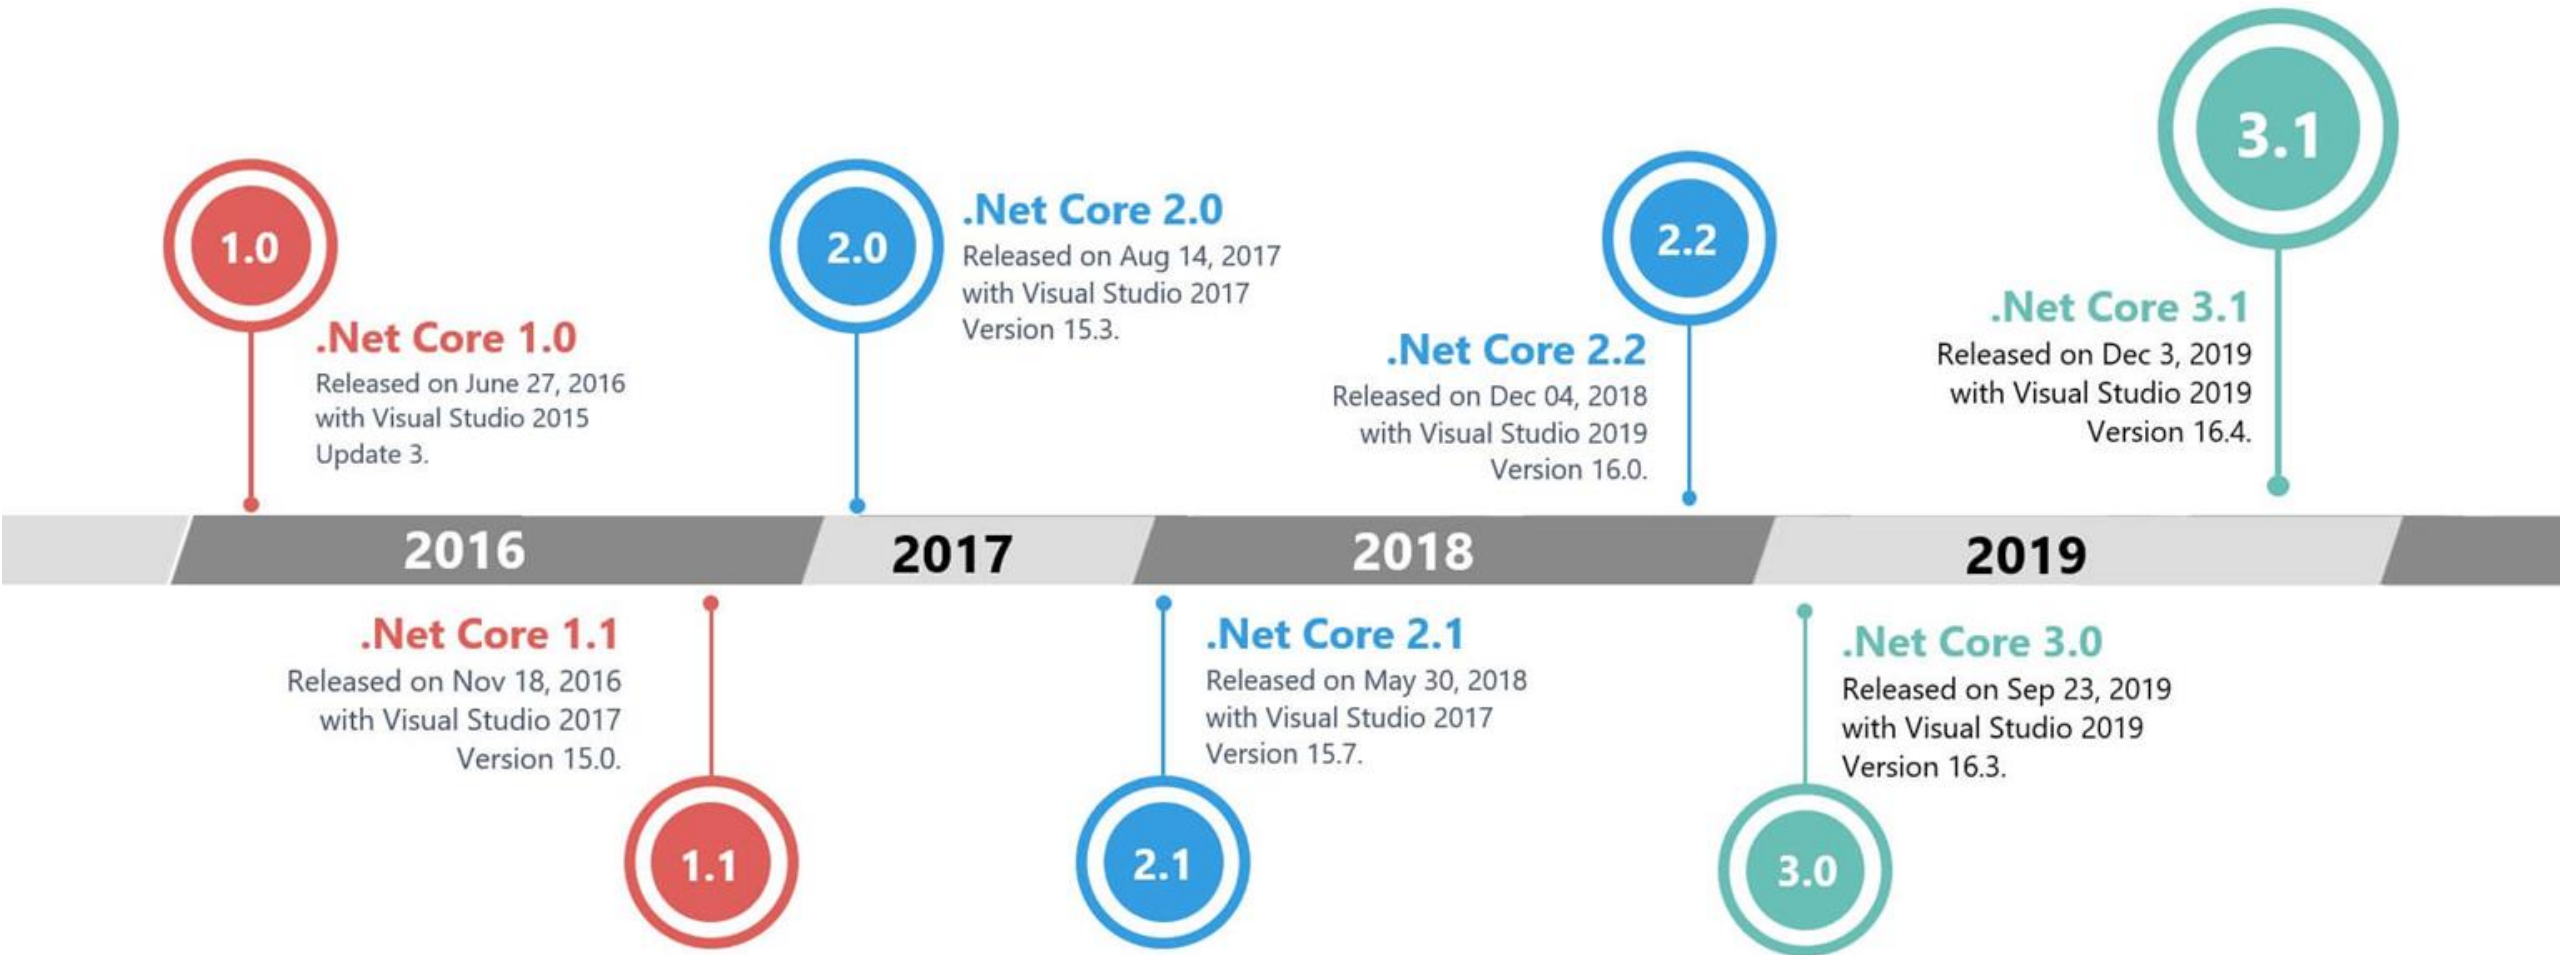 1.0
.Net Core 1.0
Released on June 27, 2016
with Visual Studio 2015
Update 3.
2.0
.Net Core 2.0
Released on Aug 14, 2017
with Visual Studio 2017
Version 15.3.
2.2
.Net Core 2.2
Released on Dec 04, 2018
with Visual Studio 2019
Version 16.0.
3.1
.Net Core 3.1
Released on Dec 3, 2019
with Visual Studio 2019
Version 16.4.
2016
2017
2018
2019
.Net Core 1.1
Released on Nov 18, 2016
with Visual Studio 2017
Version 15.0.
1.1
.Net Core 2.1
Released on May 30, 2018
with Visual Studio 2017
Version 15.7.
2.1
.Net Core 3.0
Released on Sep 23, 2019
with Visual Studio 2019
Version 16.3.
3.0